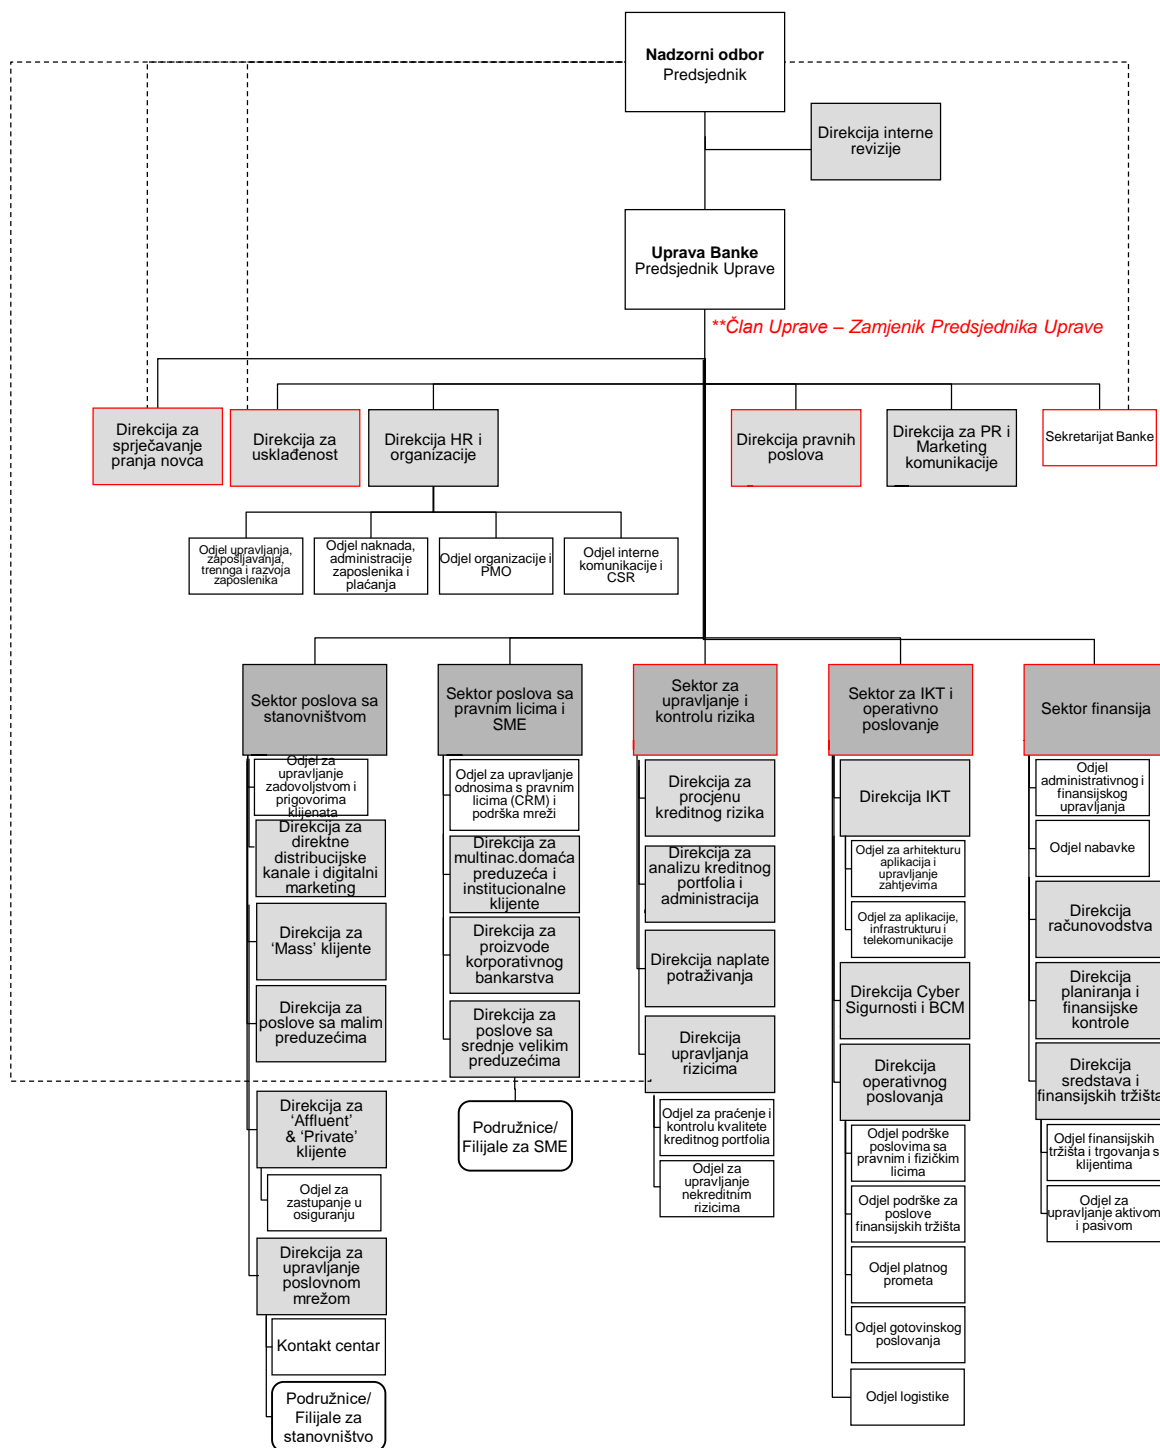 Nadzorni odbor
Predsjednik
Direkcija interne
revizije
Uprava Banke
Predsjednik Uprave
**Član Uprave – Zamjenik Predsjednika Uprave
Direkcija za
sprječavanje
pranja novca
Direkcija za
usklađenost
Direkcija HR i
organizacije
Direkcija pravnih
poslova
Direkcija za PR i
Marketing
komunikacije
Sekretarijat Banke
Odjel upravljanja,
zapošljavanja,
trennga i razvoja
zaposlenika
Odjel naknada,
administracije
zaposlenika i
plaćanja
Odjel organizacije i
PMO
Odjel interne
komunikacije i
CSR
Sektor poslova sa
stanovništvom
Sektor poslova sa
pravnim licima i
SME
Sektor za
upravljanje i
kontrolu rizika
Sektor za IKT i
operativno
poslovanje
Sektor finansija
Odjel za
upravljanje
zadovoljstvom i
prigovorima
klijenata
Direkcija za
direktne
distribucijske
kanale i digitalni
marketing
Direkcija za
‘Mass’ klijente
Direkcija za
poslove sa malim
preduzećima
Direkcija za
‘Affluent’
& ‘Private’
klijente
Odjel za
zastupanje u
osiguranju
Direkcija za
upravljanje
poslovnom
mrežom
Kontakt centar
Podružnice/
Filijale za
stanovništvo
Odjel za upravljanje
odnosima s pravnim
licima (CRM) i
podrška mreži
Direkcija za
multinac.domaća
preduzeća i
institucionalne
klijente
Direkcija za
proizvode
korporativnog
bankarstva
Direkcija za
poslove sa
srednje velikim
preduzećima
Podružnice/
Filijale za SME
Direkcija za
procjenu
kreditnog rizika
Direkcija za
analizu kreditnog
portfolia i
administracija
Direkcija naplate
potraživanja
Direkcija
upravljanja
rizicima
Odjel za praćenje i
kontrolu kvalitete
kreditnog portfolia
Odjel za
upravljanje
nekreditnim
rizicima
Direkcija IKT
Odjel za arhitekturu
aplikacija i
upravljanje
zahtjevima
Odjel za aplikacije,
infrastrukturu i
telekomunikacije
Direkcija Cyber
Sigurnosti i BCM
Direkcija
operativnog
poslovanja
Odjel podrške
poslovima sa
pravnim i fizičkim
licima
Odjel podrške za
poslove
finansijskih tržišta
Odjel platnog
prometa
Odjel gotovinskog
poslovanja
Odjel logistike
Odjel
administrativnog i
finansijskog
upravljanja
Odjel nabavke
Direkcija
računovodstva
Direkcija
planiranja i
finansijske
kontrole
Direkcija
sredstava i
finansijskih tržišta
Odjel finansijskih
tržišta i trgovanja s
klijentima
Odjel za
upravljanje aktivom
i pasivom